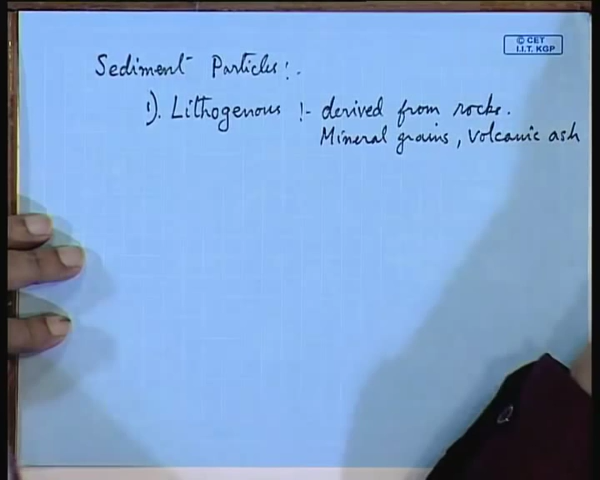 © CET
I.I.T. KGP
Sediment Particles :-
1). Lithogenous :- derived from rocks.
Mineral grains, Volcanic ash